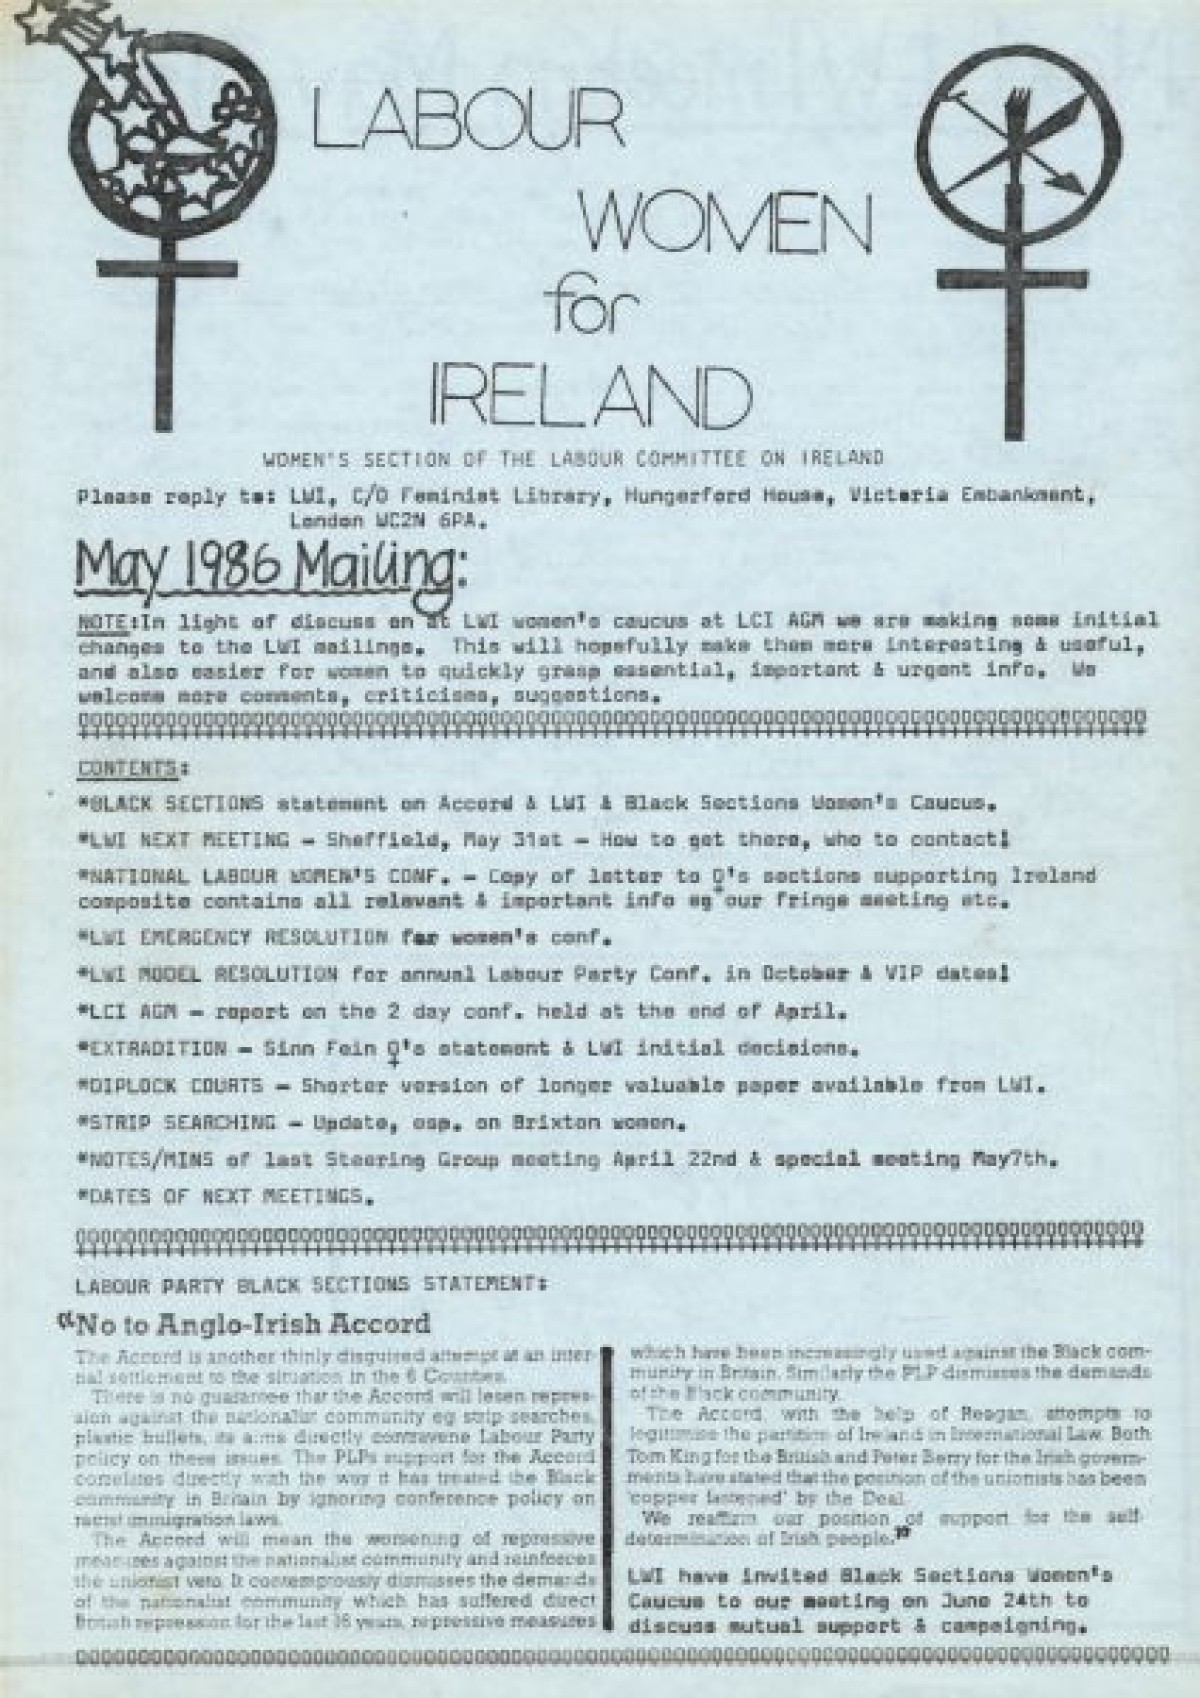 LABOUR
WOMEN
for
IRELAND
WOMEN'S SECTION OF THE LABOUR COMMITTEE ON IRELAND
Please reply to: LWI, C/O Feminist Library, Hungerford House, Victoria Embankment,
London WC2N 6PA.
May 1986 Mailing:
NOTE:In light of discuss on at LWI women's caucus at LCI AGM we are making some initial
changes to the LWI mailings. This will hopefully make them more interesting & useful,
and also easier for women to quickly grasp essential, important & urgent info. We
welcome more comments, criticisms, suggestions.
CONTENTS:
*BLACK SECTIONS statement on Accord & LWI & Black Sections Women's Caucus.
*LWI NEXT MEETING - Sheffield, May 31st - How to get there, who to contact!
*NATIONAL LABOUR WOMEN'S CONF. - Copy of letter to ♀'s sections supporting Ireland
composite contains all relevant & important info eg our fringe meeting etc.
*LWI EMERGENCY RESOLUTION for women's conf.
*LWI MODEL RESOLUTION for annual Labour Party Conf. in October & VIP dates!
*LCI AGM - report on the 2 day conf. held at the end of April.
*EXTRADITION - Sinn Fein ♀'s statement & LWI initial decisions.
*DIPLOCK COURTS - Shorter version of longer valuable paper available from LWI.
*STRIP SEARCHING - Update, esp. on Brixton women.
*NOTES/MINS of last Steering Group meeting April 22nd & special meeting May7th.
*DATES OF NEXT MEETINGS.
LABOUR PARTY BLACK SECTIONS STATEMENT:
"No to Anglo-Irish Accord
The Accord is another thinly disguised attempt at an inter-
nal settlement to the situation in the 6 Counties.
There is no guarantee that the Accord will lesen repres-
sion against the nationalist community eg strip searches,
plastic bullets, its aims directly contravene Labour Party
policy on these issues. The PLPs support for the Accord
correlates directly with the way it has treated the Black
community in Britain by ignoring conference policy on
racist immigration laws.
The Accord will mean the worsening of repressive
measures against the nationalist community and reinforces
the unionist veto. It contemptously dismisses the demands
of the nationalist community which has suffered direct
British repression for the last 16 years, repressive measures
which have been increasingly used against the Black com-
munity in Britain. Similarly the PLP dismisses the demands
of the Black community.
The Accord, with the help of Reagan, attempts to
legitimise the partition of Ireland in International Law. Both
Tom King for the British and Peter Berry for the Irish govern-
ments have stated that the position of the unionists has been
'copper fastened' by the Deal.
We reaffirm our position of support for the self-
determination of Irish people."
LWI have invited Black Sections Women's
Caucus to our meeting on June 24th to
discuss mutual support & campaigning.